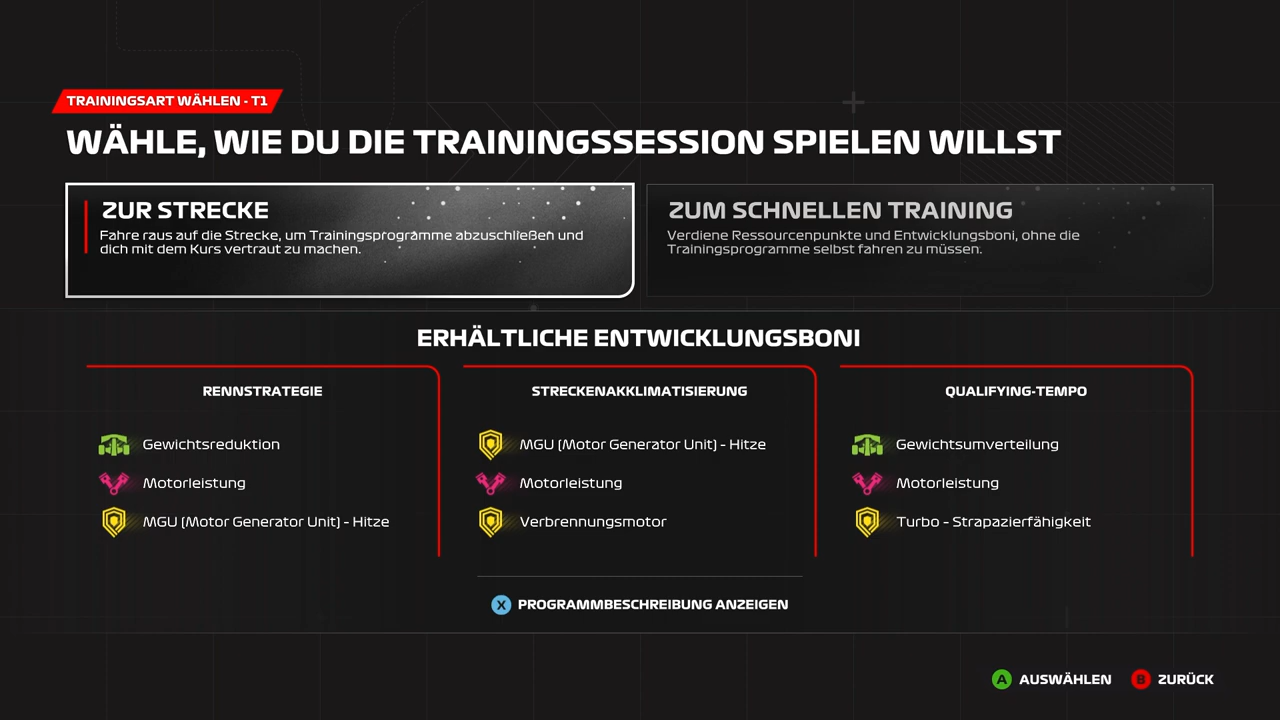 TRAININGSART WÄHLEN - T1
WÄHLE, WIE DU DIE TRAININGSSESSION SPIELEN WILLST
ZUR STRECKE
Fahre raus auf die Strecke, um Trainingsprogramme abzuschließen und
dich mit dem Kurs vertraut zu machen.
ZUM SCHNELLEN TRAINING
Verdiene Ressourcenpunkte und Entwicklungsboni, ohne die
Trainingsprogramme selbst fahren zu müssen.
ERHÄLTLICHE ENTWICKLUNGSBONI
RENNSTRATEGIE
Gewichtsreduktion
Motorleistung
MGU (Motor Generator Unit) - Hitze
STRECKENAKKLIMATISIERUNG
MGU (Motor Generator Unit) - Hitze
Motorleistung
Verbrennungsmotor
QUALIFYING-TEMPO
Gewichtsumverteilung
Motorleistung
Turbo - Strapazierfähigkeit
X PROGRAMMBESCHREIBUNG ANZEIGEN
A AUSWÄHLEN B ZURÜCK